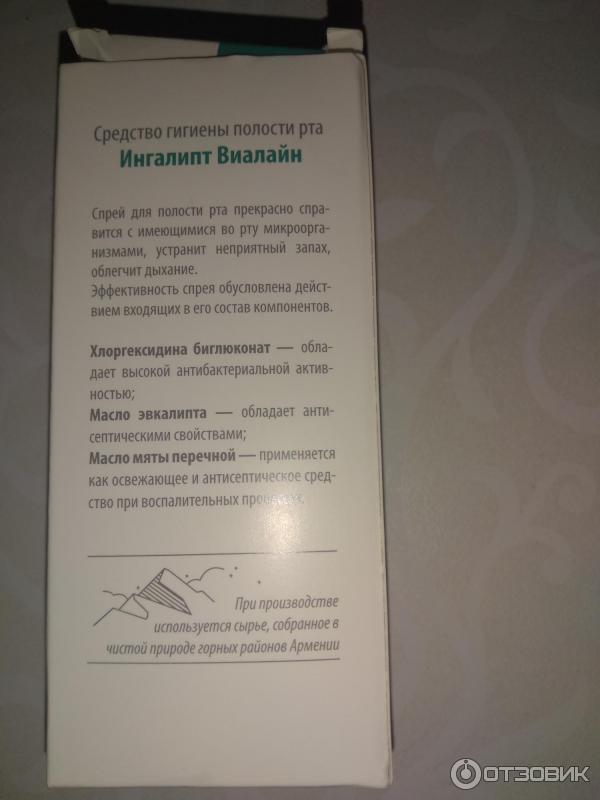 Средство гигиены полости рта
Ингалипт Виалайн
Спрей для полости рта прекрасно спра-
вится с имеющимися во рту микроорга-
низмами, устранит неприятный запах,
облегчит дыхание.
Эффективность спрея обусловлена дейст-
вием входящих в его состав компонентов.
Хлоргексидина биглюконат — обла-
дает высокой антибактериальной актив-
ностью;
Масло эвкалипта — обладает анти-
септическими свойствами;
Масло мяты перечной — применяется
как освежающее и антисептическое сред-
ство при воспалительных процессах.
При производстве
используется сырье, собранное в
чистой природе горных районов Армении
ОТЗОВИК